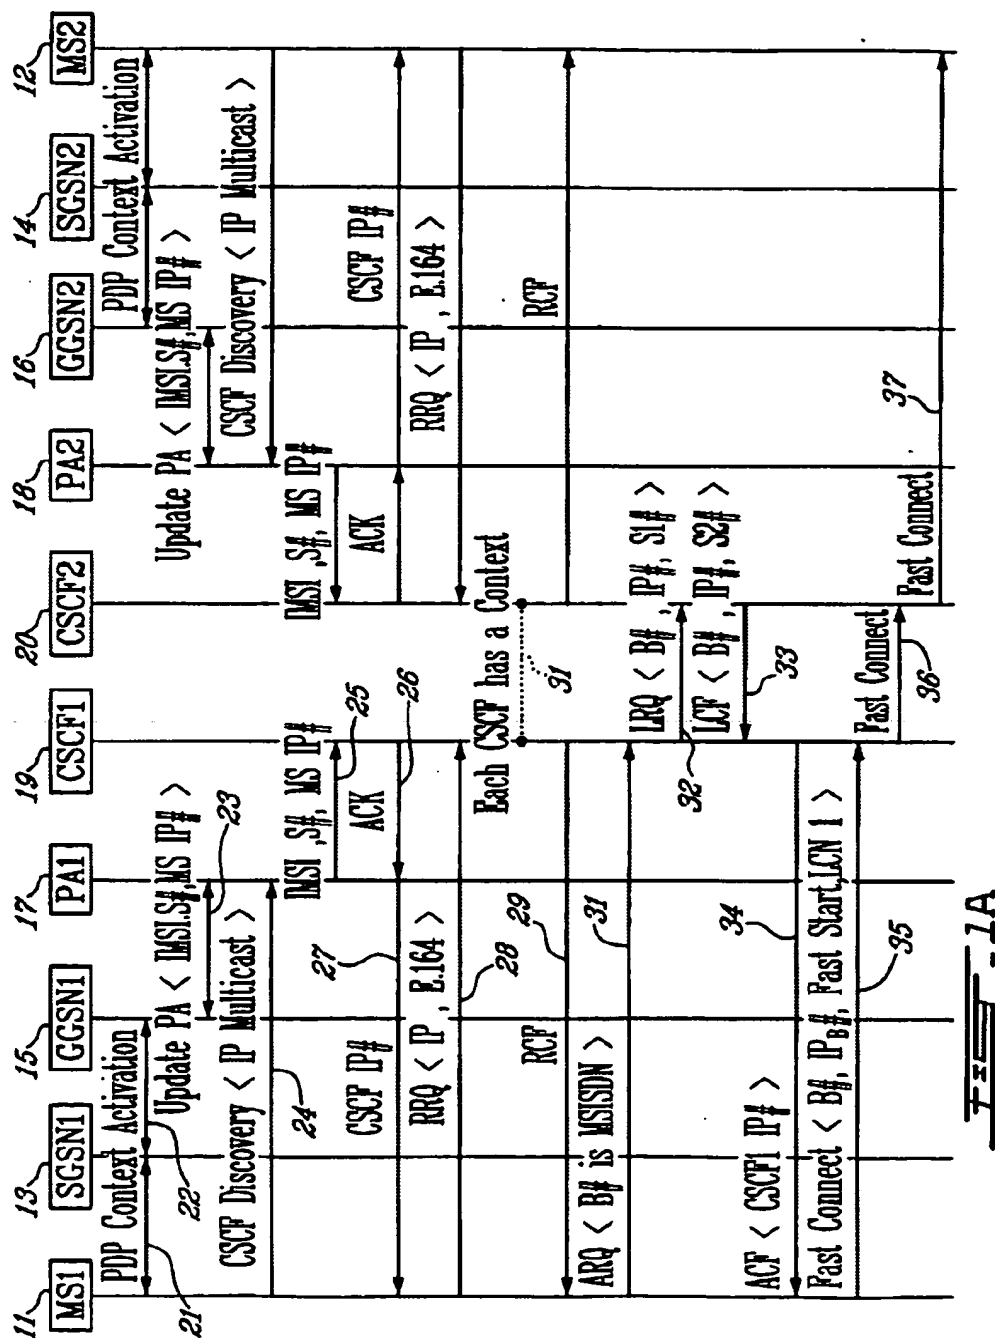 11
13
15
17
19
20
18
16
14
12
MS1
SGSN1
GGSN1
PA1
CSCF1
CSCF2
PA2
GGSN2
SGSN2
MS2
PDP Context Activation
PDP Context Activation
21
22
Update PA < IMSI,S#,MS IP# >
Update PA < IMSI,S#,MS IP# >
23
CSCF Discovery < IP Multicast >
CSCF Discovery < IP Multicast >
24
IMSI ,S#, MS IP#
IMSI ,S#, MS IP#
25
ACK
ACK
26
CSCF IP#
27
CSCF IP#
RRQ < IP , E.164 >
RRQ < IP , E.164 >
28
Each CSCF has a Context
31
RCF
29
RCF
ARQ < B# is MSISDN >
31
LRQ < B# , IP#, S1# >
32
LCF < B# , IP#, S2# >
33
ACF < CSCF1 IP# >
34
Fast Connect < B#, IPB#, Fast Start,LCN 1 >
35
Fast Connect
36
Fast Connect
37
FIG-1A